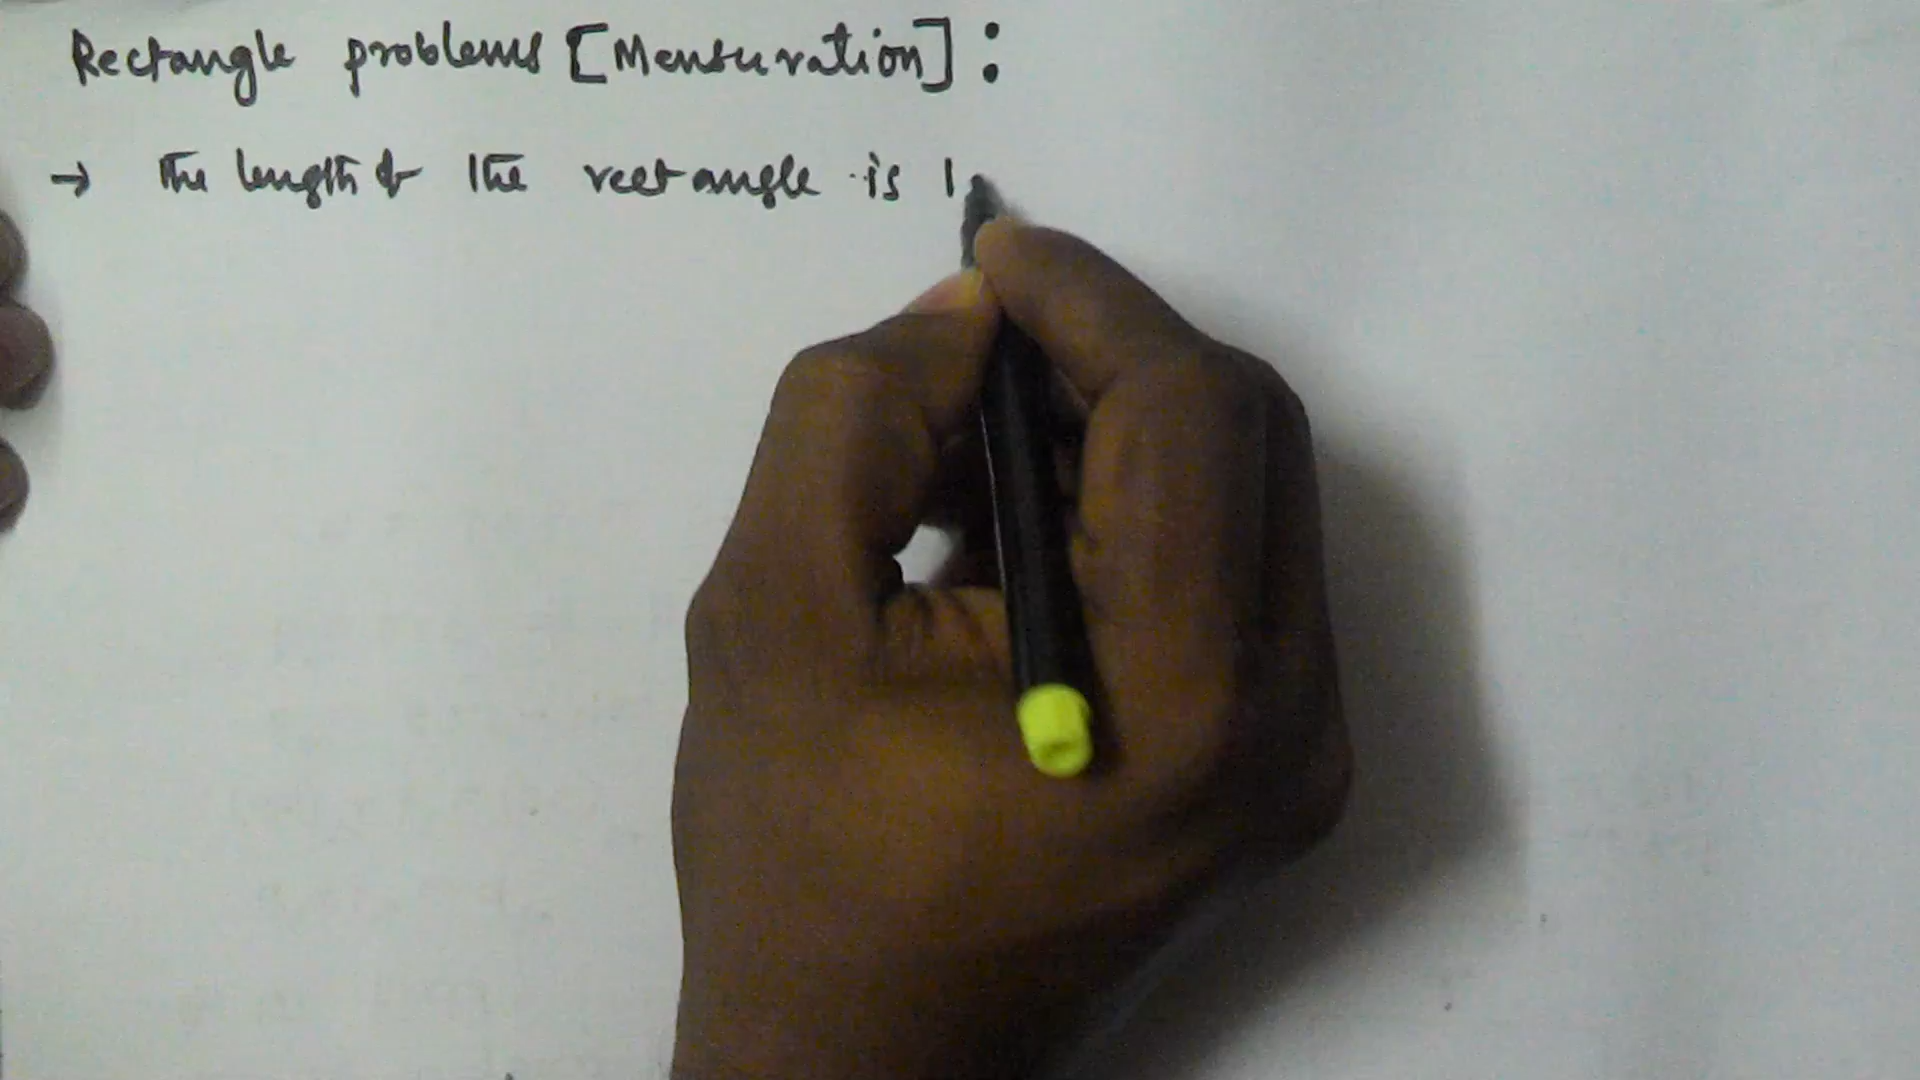 Rectangle problems [Mensuration] :
→ The length of the rectangle is 1